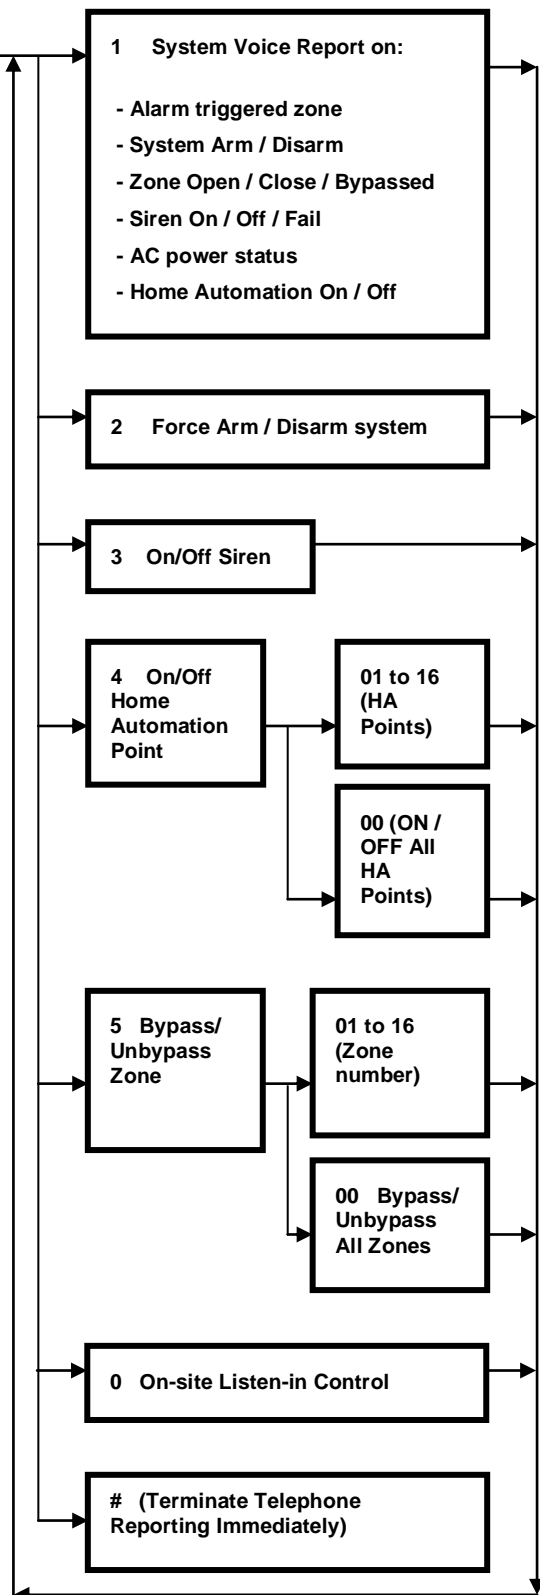 1 System Voice Report on:
- Alarm triggered zone
- System Arm / Disarm
- Zone Open / Close / Bypassed
- Siren On / Off / Fail
- AC power status
- Home Automation On / Off
2 Force Arm / Disarm system
3 On/Off Siren
4 On/Off
Home
Automation
Point
01 to 16
(HA
Points)
00 (ON /
OFF All
HA
Points)
5 Bypass/
Unbypass
Zone
01 to 16
(Zone
number)
00 Bypass/
Unbypass
All Zones
0 On-site Listen-in Control
# (Terminate Telephone
Reporting Immediately)